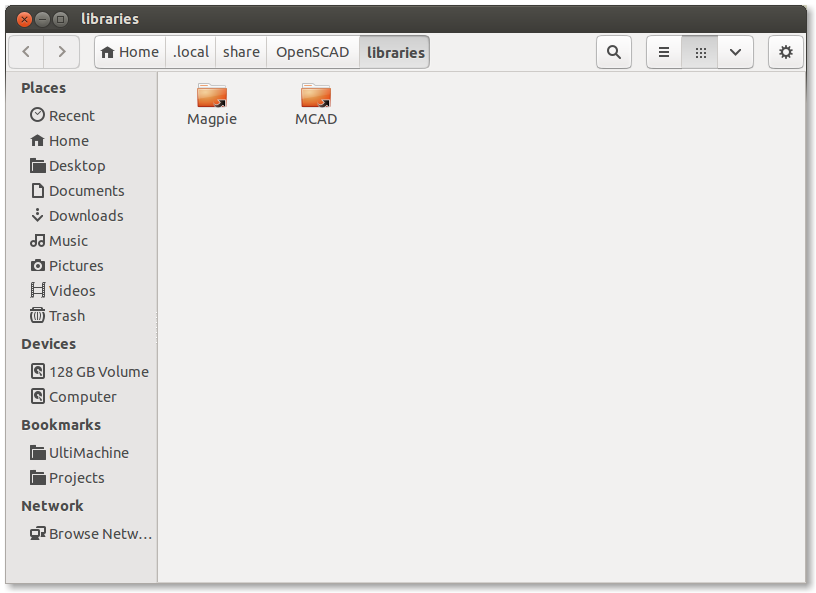 libraries
Home .local share OpenSCAD libraries
Places
Recent
Home
Desktop
Documents
Downloads
Music
Pictures
Videos
Trash
Devices
128 GB Volume
Computer
Bookmarks
UltiMachine
Projects
Network
Browse Netw…
Magpie MCAD